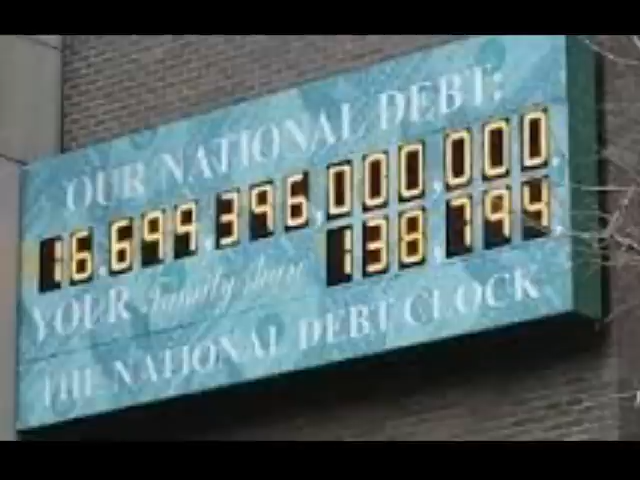 OUR NATIONAL DEBT:
16,699,396,000,000,
YOUR Family share 138,794,
THE NATIONAL DEBT CLOCK